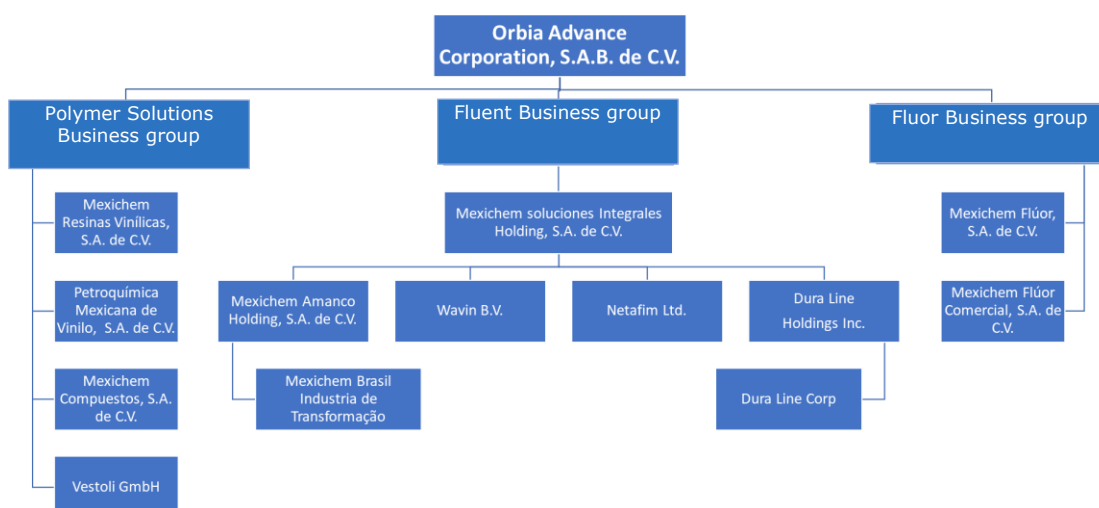 Orbia Advance
Corporation, S.A.B. de C.V.
Polymer Solutions
Business group
Fluent Business group
Fluor Business group
Mexichem
Resinas Vinílicas,
S.A. de C.V.
Petroquímica
Mexicana de
Vinilo, S.A. de C.V.
Mexichem
Compuestos, S.A.
de C.V.
Vestoli GmbH
Mexichem soluciones Integrales
Holding, S.A. de C.V.
Mexichem Amanco
Holding, S.A. de C.V.
Wavin B.V.
Netafim Ltd.
Dura Line
Holdings Inc.
Mexichem Brasil
Industria de
Transformação
Dura Line Corp
Mexichem Flúor,
S.A. de C.V.
Mexichem Flúor
Comercial, S.A. de
C.V.